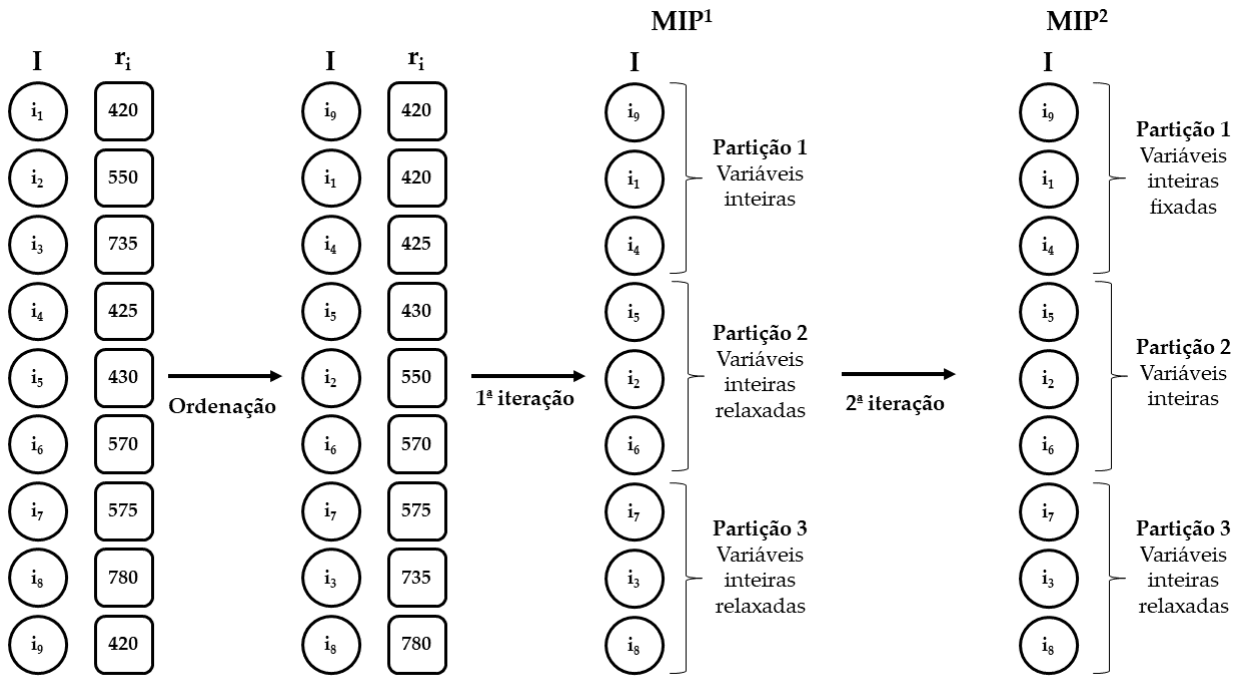 MIP¹ MIP²
I rᵢ I rᵢ I I
i₁ 420 i₉ 420 i₉ i₉
i₂ 550 i₁ 420 i₁ i₁
i₃ 735 i₄ 425 i₄ i₄
i₄ 425 i₅ 430 i₅ i₅
i₅ 430 i₂ 550 i₂ i₂
i₆ 570 i₆ 570 i₆ i₆
i₇ 575 i₇ 575 i₇ i₇
i₈ 780 i₃ 735 i₃ i₃
i₉ 420 i₈ 780 i₈ i₈
Ordenação
1ª iteração
Partição 1
Variáveis
inteiras
Partição 2
Variáveis
inteiras
relaxadas
Partição 3
Variáveis
inteiras
relaxadas
2ª iteração
Partição 1
Variáveis
inteiras
fixadas
Partição 2
Variáveis
inteiras
Partição 3
Variáveis
inteiras
relaxadas